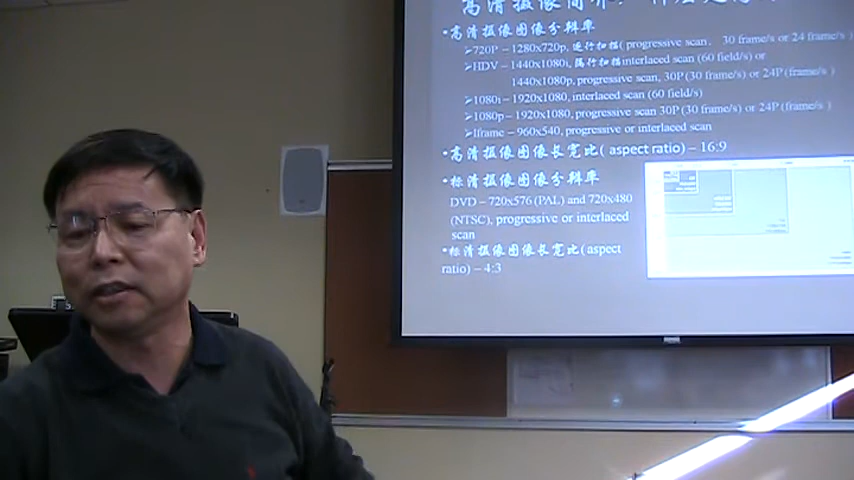 高清摄像图像分辨率
➢720P – 1280x720p, 逐行扫描( progressive scan, 30 frame/s or 24 frame/s )
➢HDV – 1440x1080i, 隔行扫描interlaced scan (60 field/s) or
1440x1080p, progressive scan, 30P (30 frame/s) or 24P (frame/s )
➢1080i – 1920x1080, interlaced scan (60 field/s)
➢1080p – 1920x1080, progressive scan 30P (30 frame/s) or 24P (frame/s )
➢Iframe – 960x540, progressive or interlaced scan
•高清摄像图像长宽比( aspect ratio) – 16:9
•标清摄像图像分辨率
DVD – 720x576 (PAL) and 720x480
(NTSC), progressive or interlaced
scan
•标清摄像图像长宽比(aspect
ratio) – 4:3